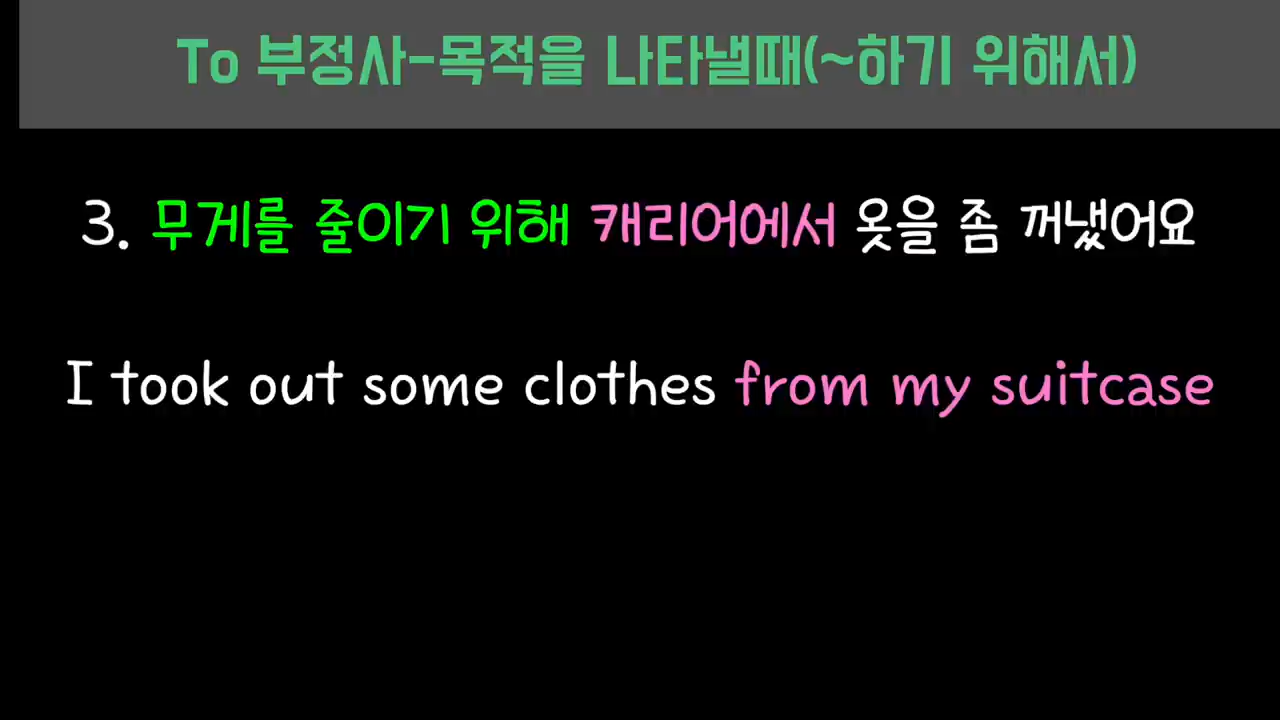 To 부정사-목적을 나타낼때(~하기 위해서)
3. 무게를 줄이기 위해 캐리어에서 옷을 좀 꺼냈어요
I took out some clothes from my suitcase